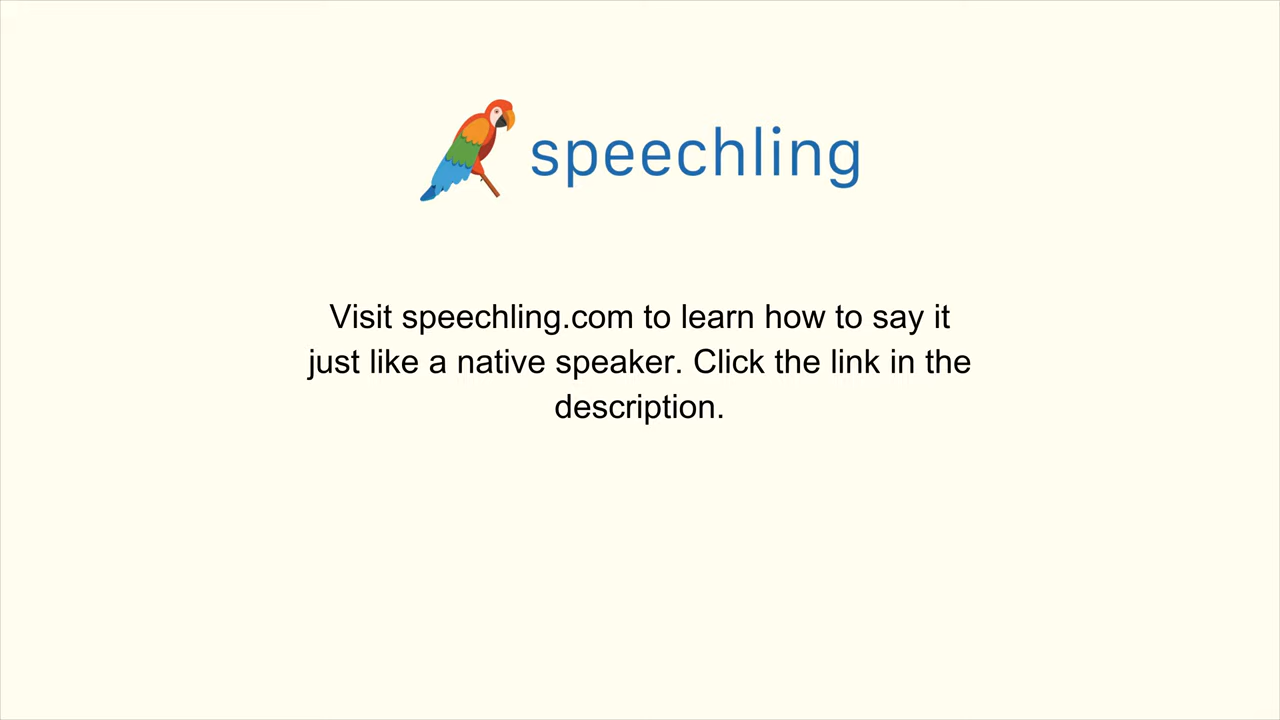 speechling
Visit speechling.com to learn how to say it
just like a native speaker. Click the link in the
description.